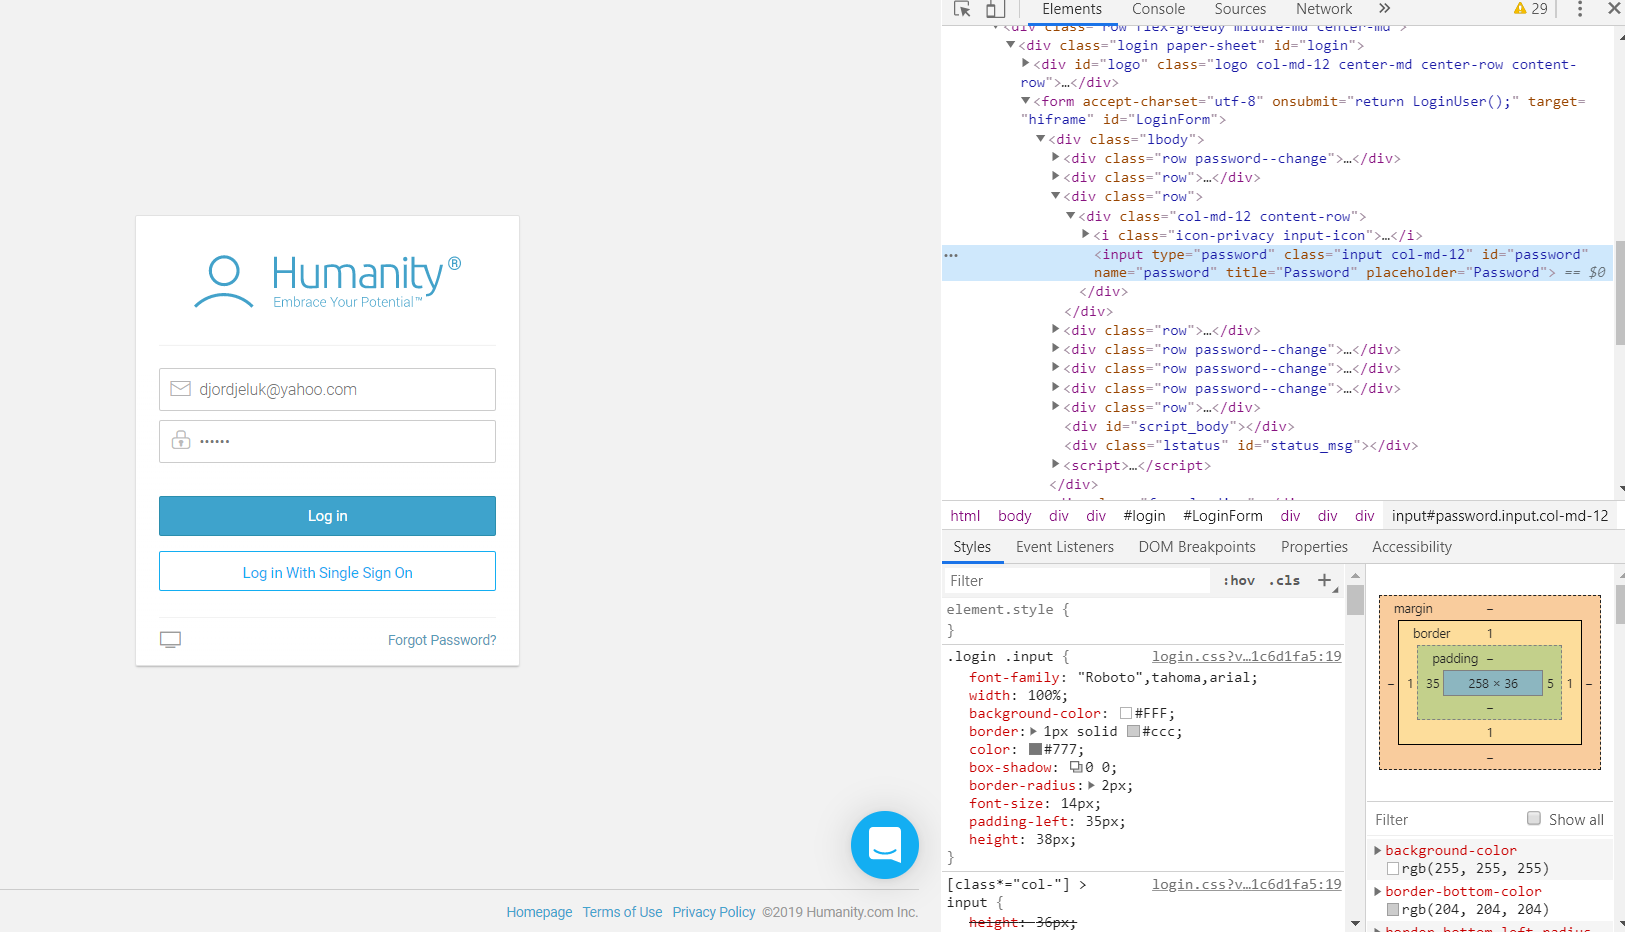 Humanity®
Embrace Your Potential™
djordjeluk@yahoo.com
••••••
Log in
Log in With Single Sign On
Forgot Password?
Homepage Terms of Use Privacy Policy ©2019 Humanity.com Inc.
Elements Console Sources Network » 29
<div class="row flex-greedy middle-md center-md">
<div class="login paper-sheet" id="login">
<div id="logo" class="logo col-md-12 center-md center-row content-
row">…</div>
<form accept-charset="utf-8" onsubmit="return LoginUser();" target=
"hiframe" id="LoginForm">
<div class="lbody">
<div class="row password--change">…</div>
<div class="row">…</div>
<div class="row">
<div class="col-md-12 content-row">
<i class="icon-privacy input-icon">…</i>
<input type="password" class="input col-md-12" id="password"
name="password" title="Password" placeholder="Password"> == $0
</div>
</div>
<div class="row">…</div>
<div class="row password--change">…</div>
<div class="row password--change">…</div>
<div class="row password--change">…</div>
<div class="row">…</div>
<div id="script_body"></div>
<div class="lstatus" id="status_msg"></div>
<script>…</script>
</div>
html body div div #login #LoginForm div div div input#password.input.col-md-12
Styles Event Listeners DOM Breakpoints Properties Accessibility
Filter :hov .cls +
element.style {
}
.login .input { login.css?v…1c6d1fa5:19
font-family: "Roboto",tahoma,arial;
width: 100%;
background-color: #FFF;
border: 1px solid #ccc;
color: #777;
box-shadow: 0 0;
border-radius: 2px;
font-size: 14px;
padding-left: 35px;
height: 38px;
}
[class*="col-"] > login.css?v…1c6d1fa5:19
input {
height: 36px;
margin –
border 1
padding –
– 1 35 258 × 36 5 1 –
–
1
–
Filter Show all
background-color
rgb(255, 255, 255)
border-bottom-color
rgb(204, 204, 204)
border-bottom-left-radius